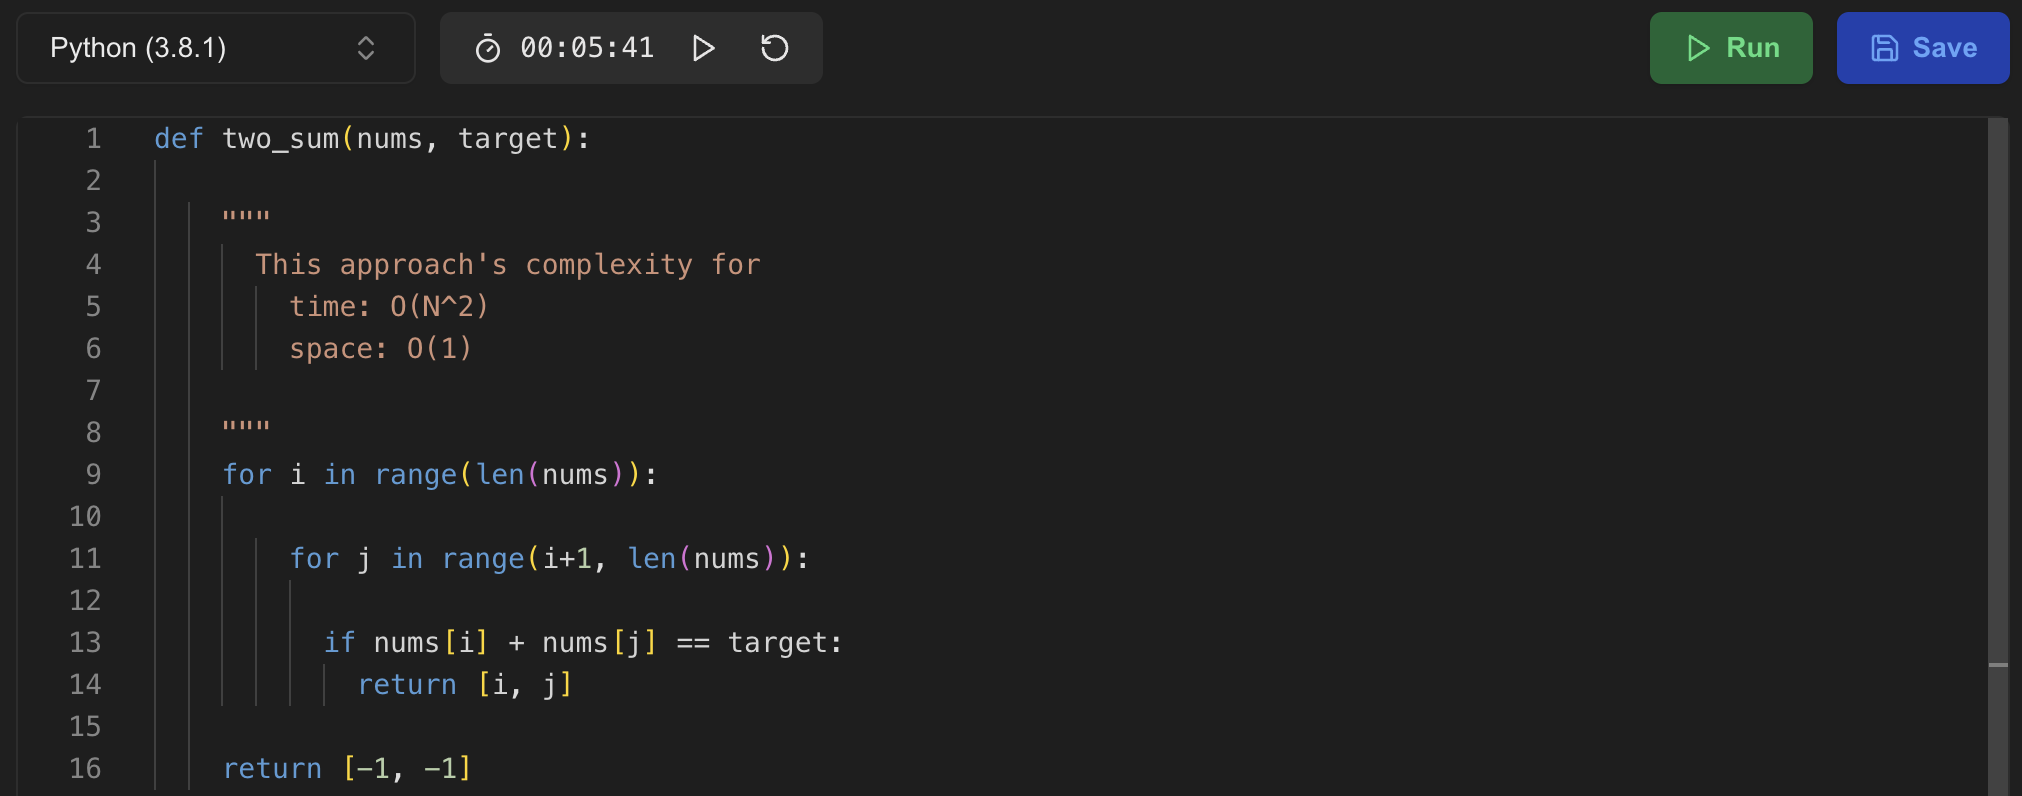 Python (3.8.1) 00:05:41 Run Save
1 def two_sum(nums, target):
2
3 """
4 This approach's complexity for
5 time: O(N^2)
6 space: O(1)
7
8 """
9 for i in range(len(nums)):
10
11 for j in range(i+1, len(nums)):
12
13 if nums[i] + nums[j] == target:
14 return [i, j]
15
16 return [-1, -1]